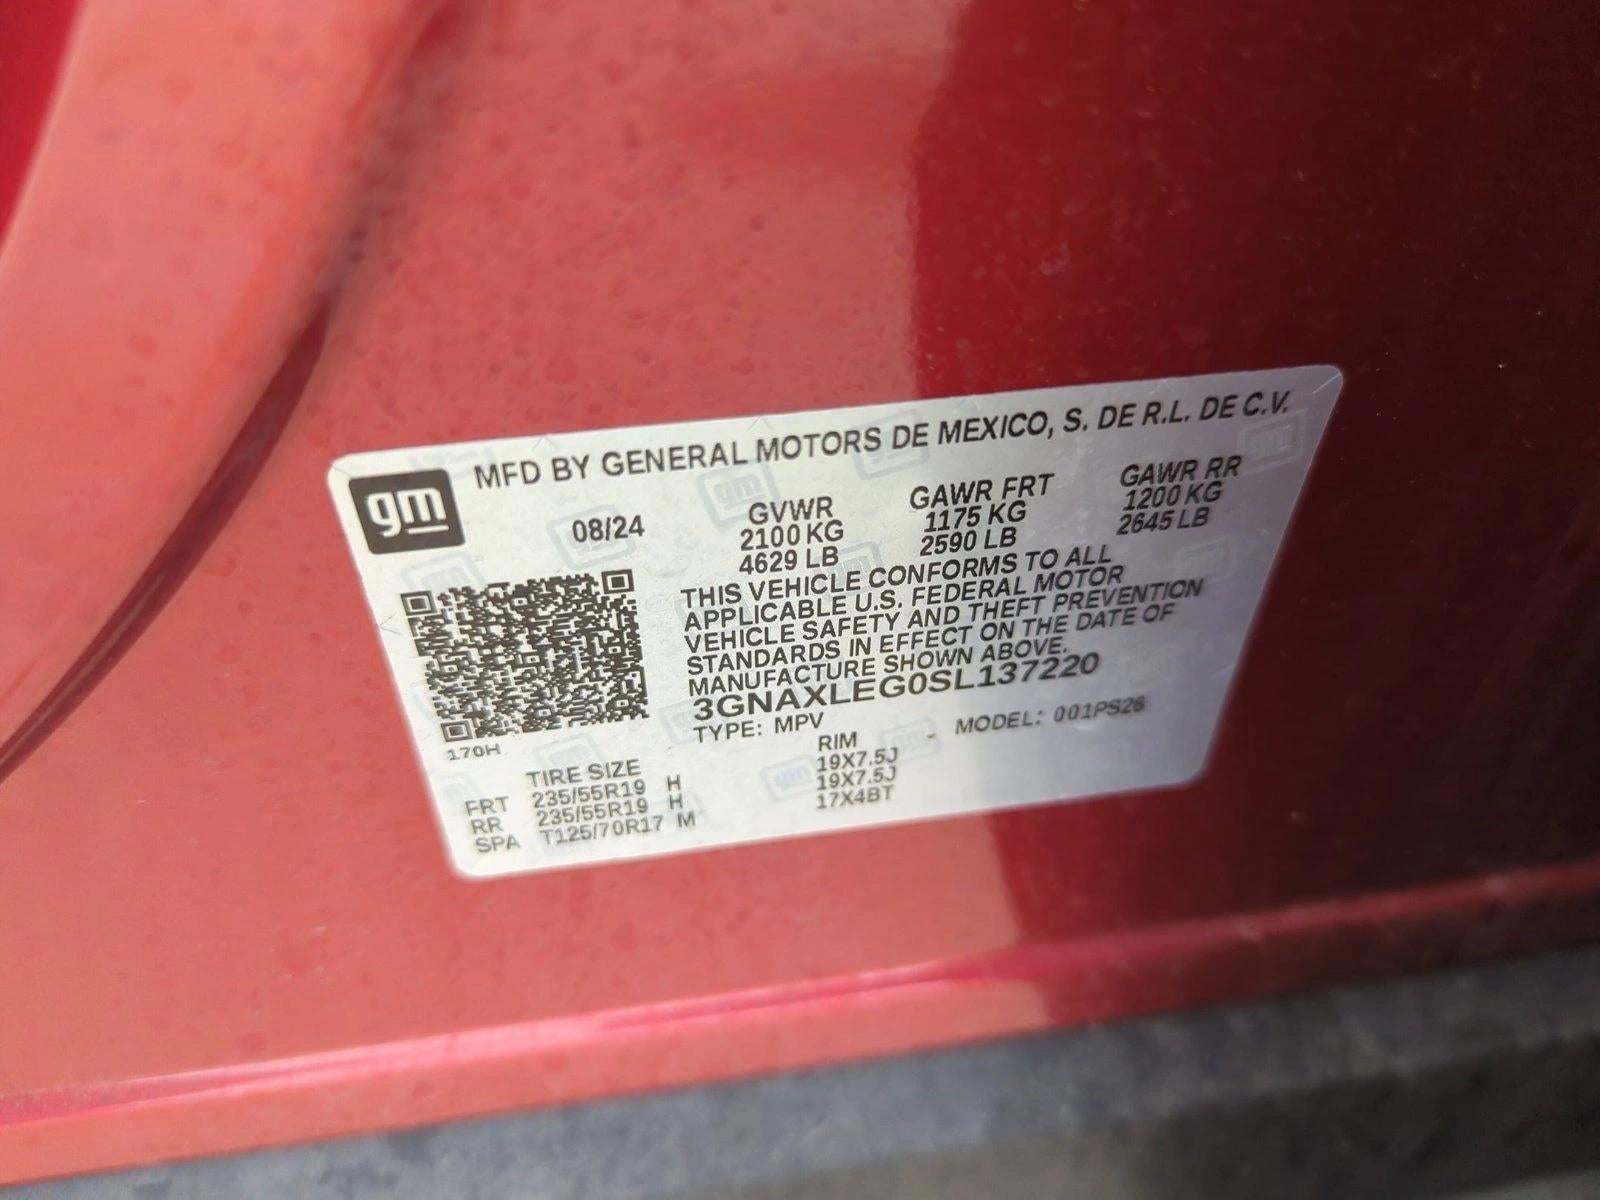 gm
MFD BY GENERAL MOTORS DE MEXICO, S. DE R.L. DE C.V.
08/24
GVWR
2100 KG
4629 LB
GAWR FRT
1175 KG
2590 LB
GAWR RR
1200 KG
2645 LB
THIS VEHICLE CONFORMS TO ALL
APPLICABLE U.S. FEDERAL MOTOR
VEHICLE SAFETY AND THEFT PREVENTION
STANDARDS IN EFFECT ON THE DATE OF
MANUFACTURE SHOWN ABOVE.
3GNAXLEG0SL137220
TYPE: MPV
MODEL: 001PS26
170H
TIRE SIZE RIM
FRT 235/55R19 H 19X7.5J
RR 235/55R19 H 19X7.5J
SPA T125/70R17 M 17X4BT